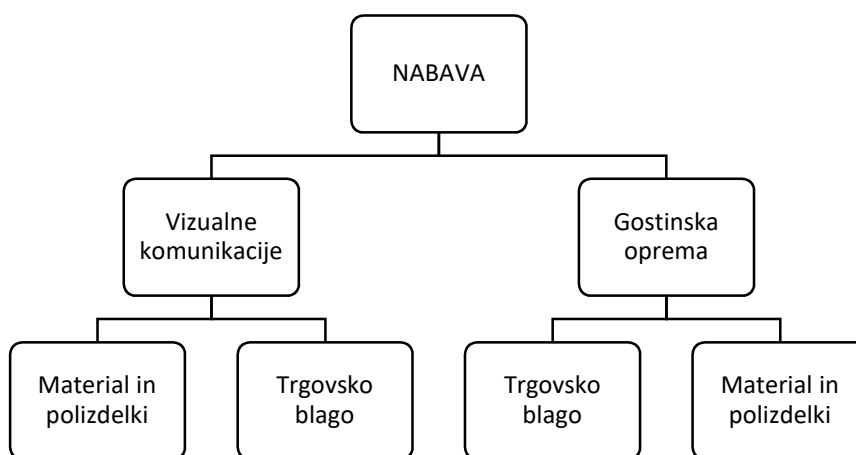 NABAVA
Vizualne
komunikacije
Gostinska
oprema
Material in
polizdelki
Trgovsko
blago
Trgovsko
blago
Material in
polizdelki